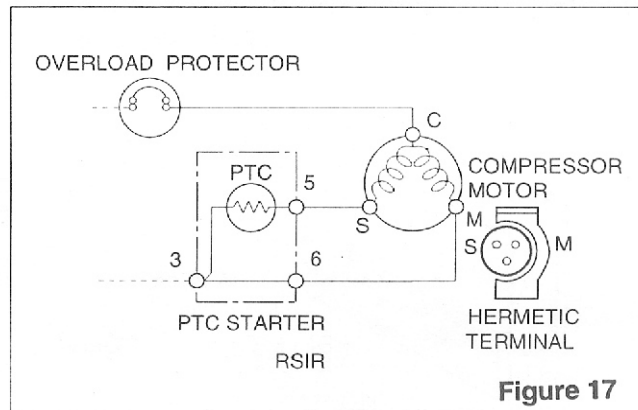 OVERLOAD PROTECTOR
C
PTC
5
COMPRESSOR
MOTOR
S
M
S
M
3
6
PTC STARTER
HERMETIC
TERMINAL
RSIR
Figure 17